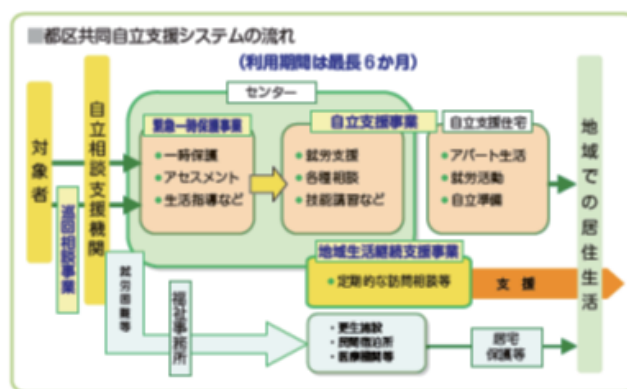 ■都区共同自立支援システムの流れ
(利用期間は最長6か月)
センター
対象者
巡回相談事業
自立相談支援機関
緊急一時保護事業
•一時保護
•アセスメント
•生活指導など
自立支援事業
•就労支援
•各種相談
•技能講習など
自立支援住宅
•アパート生活
•就労活動
•自立準備
地域での居住生活
地域生活継続支援事業
•定期的な訪問相談等
支援
就労困難等
福祉事務所
・更生施設
・民間宿泊所
・医療機関等
居宅
保護等